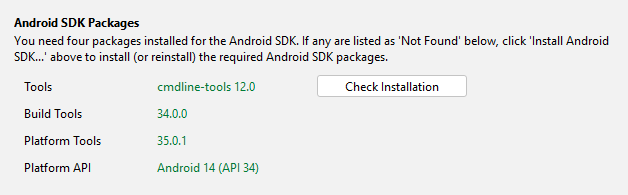 Android SDK Packages
You need four packages installed for the Android SDK. If any are listed as 'Not Found' below, click 'Install Android
SDK...' above to install (or reinstall) the required Android SDK packages.
Tools cmdline-tools 12.0 Check Installation
Build Tools 34.0.0
Platform Tools 35.0.1
Platform API Android 14 (API 34)